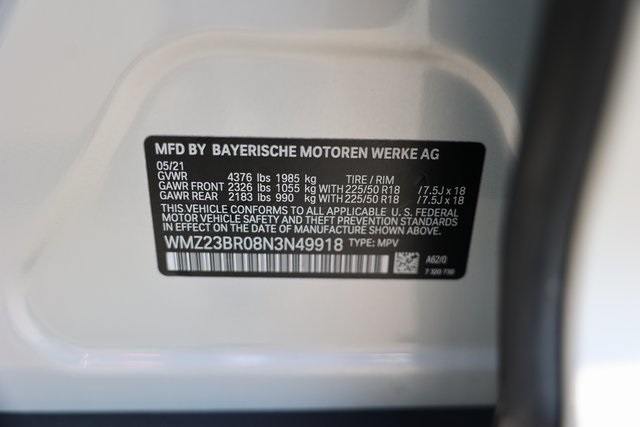 MFD BY BAYERISCHE MOTOREN WERKE AG
05/21
GVWR 4376 lbs 1985 kg TIRE / RIM
GAWR FRONT 2326 lbs 1055 kg WITH 225/50 R18 /7.5J x 18
GAWR REAR 2183 lbs 990 kg WITH 225/50 R18 /7.5J x 18
THIS VEHICLE CONFORMS TO ALL APPLICABLE U.S. FEDERAL
MOTOR VEHICLE SAFETY AND THEFT PREVENTION STANDARDS
IN EFFECT ON THE DATE OF MANUFACTURE SHOWN ABOVE.
WMZ23BR08N3N49918 TYPE: MPV
A62/0
7 320 730